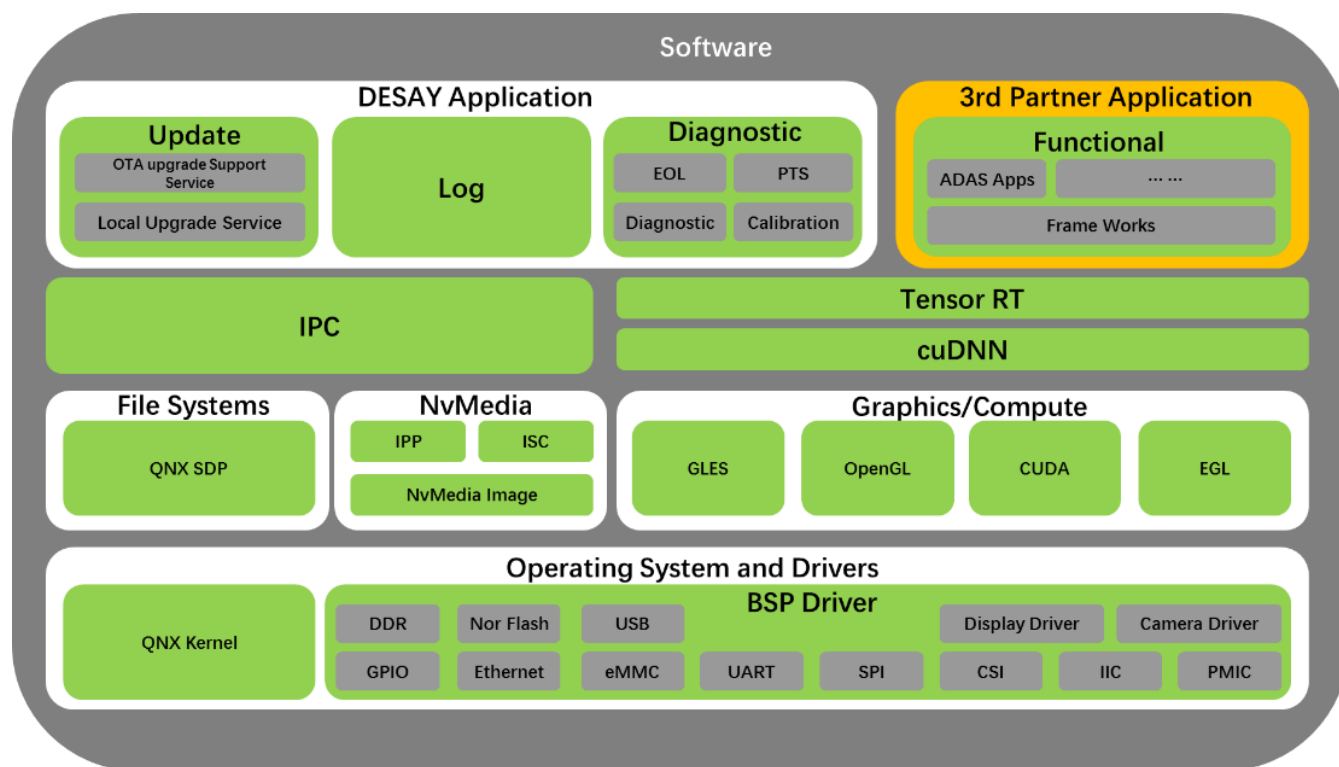 Software
DESAY Application
Update
OTA upgrade Support
Service
Local Upgrade Service
Log
Diagnostic
EOL
PTS
Diagnostic
Calibration
3rd Partner Application
Functional
ADAS Apps
... ...
Frame Works
IPC
Tensor RT
cuDNN
File Systems
QNX SDP
NvMedia
IPP
ISC
NvMedia Image
Graphics/Compute
GLES
OpenGL
CUDA
EGL
Operating System and Drivers
QNX Kernel
BSP Driver
DDR
Nor Flash
USB
Display Driver
Camera Driver
GPIO
Ethernet
eMMC
UART
SPI
CSI
IIC
PMIC